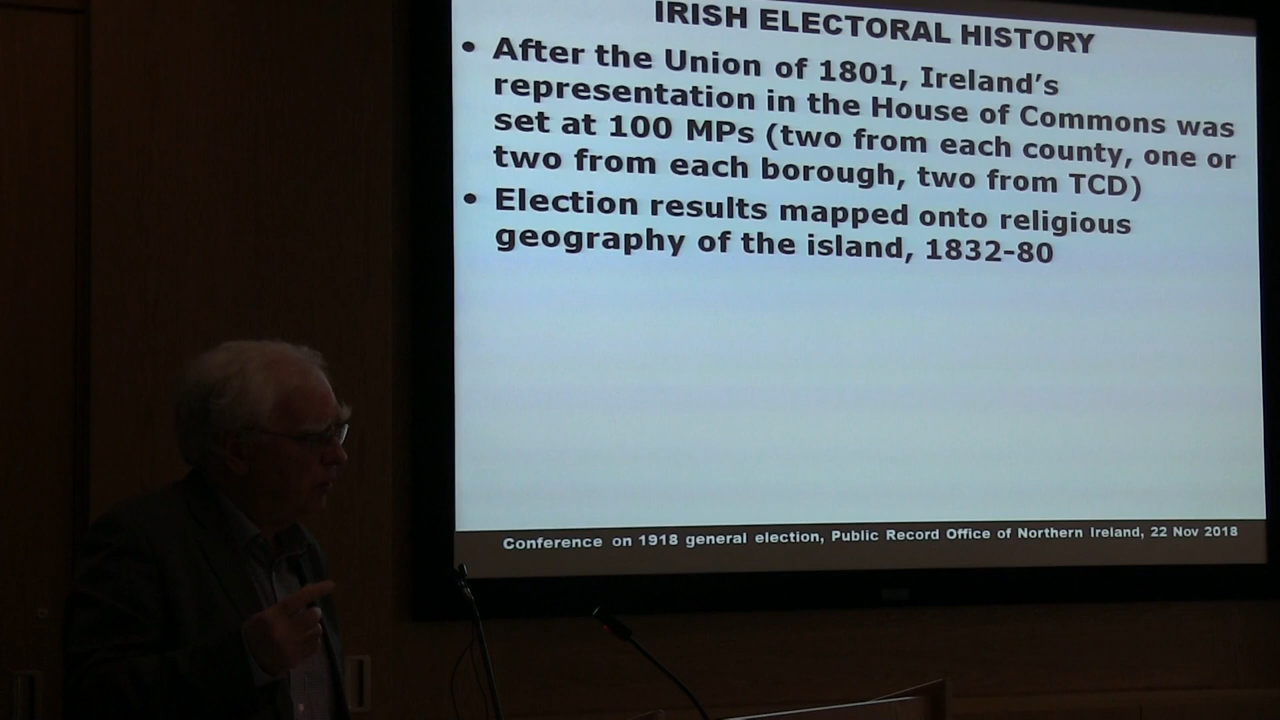 IRISH ELECTORAL HISTORY
• After the Union of 1801, Ireland’s
representation in the House of Commons was
set at 100 MPs (two from each county, one or
two from each borough, two from TCD)
• Election results mapped onto religious
geography of the island, 1832-80
Conference on 1918 general election, Public Record Office of Northern Ireland, 22 Nov 2018